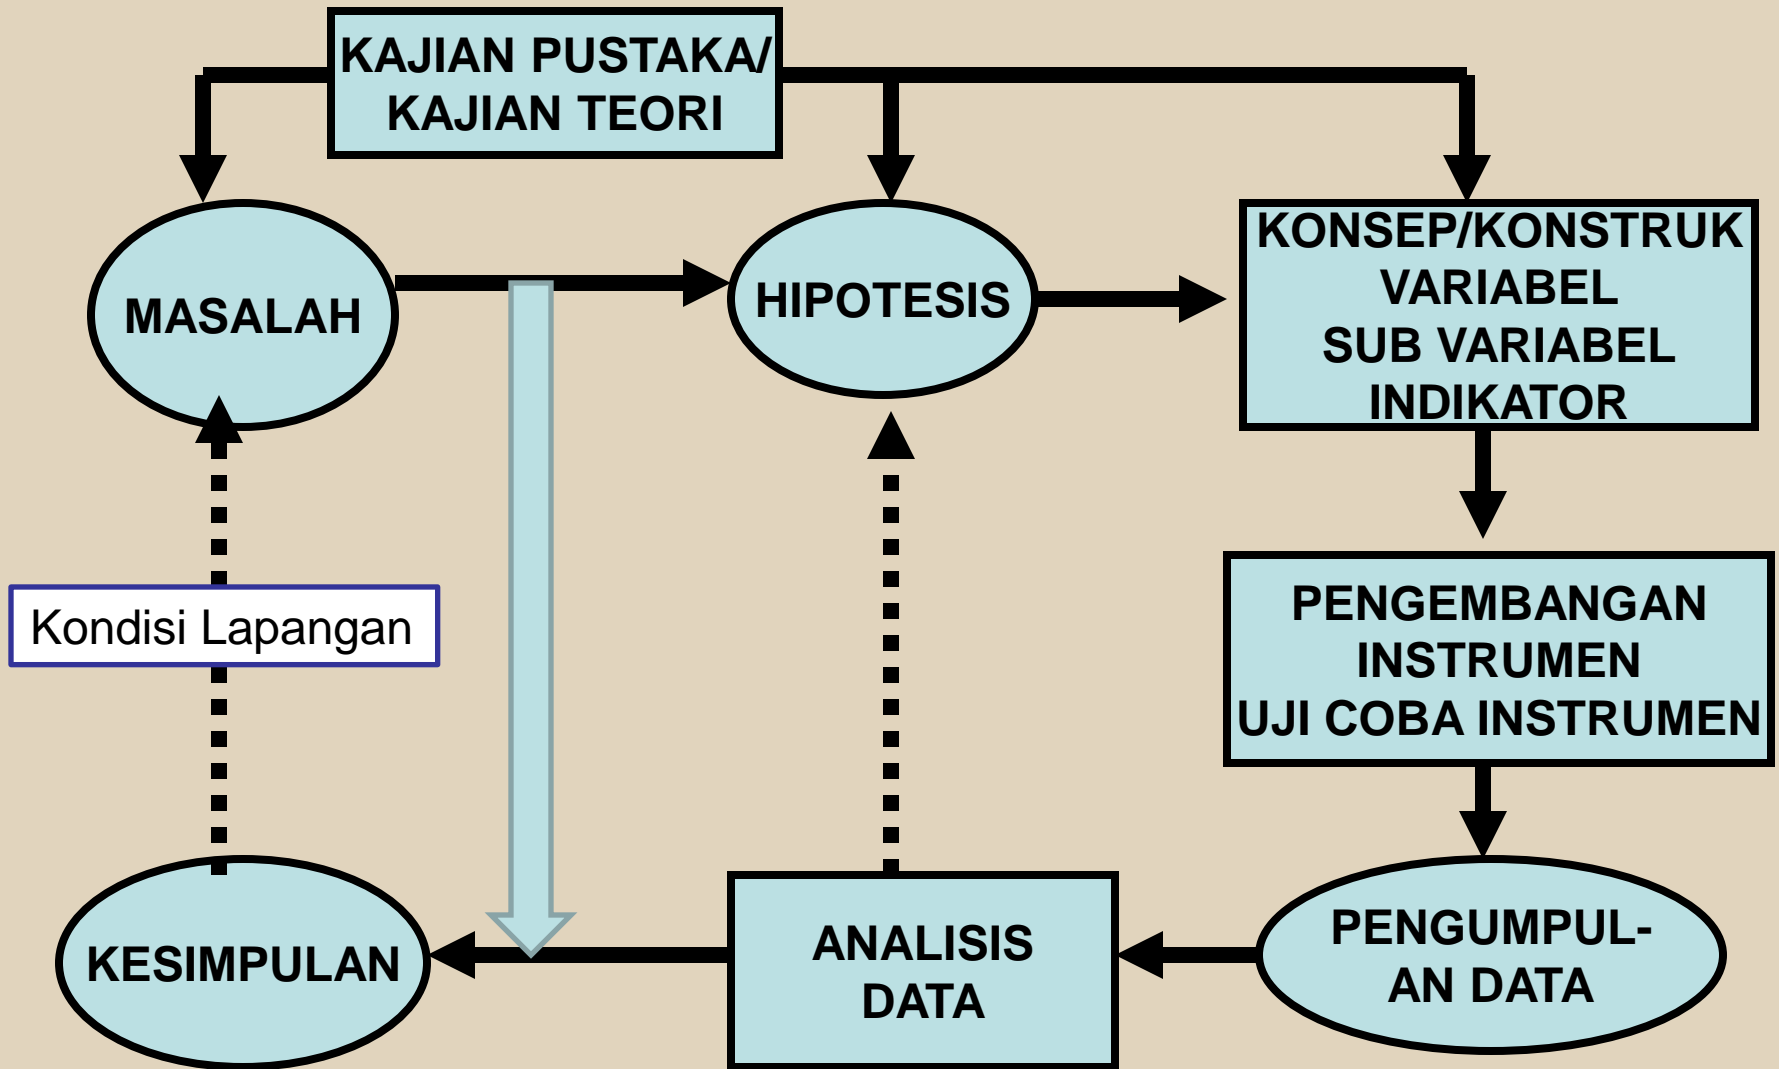 KAJIAN PUSTAKA/
KAJIAN TEORI
MASALAH
HIPOTESIS
KONSEP/KONSTRUK
VARIABEL
SUB VARIABEL
INDIKATOR
Kondisi Lapangan
PENGEMBANGAN
INSTRUMEN
UJI COBA INSTRUMEN
KESIMPULAN
ANALISIS
DATA
PENGUMPUL-
AN DATA